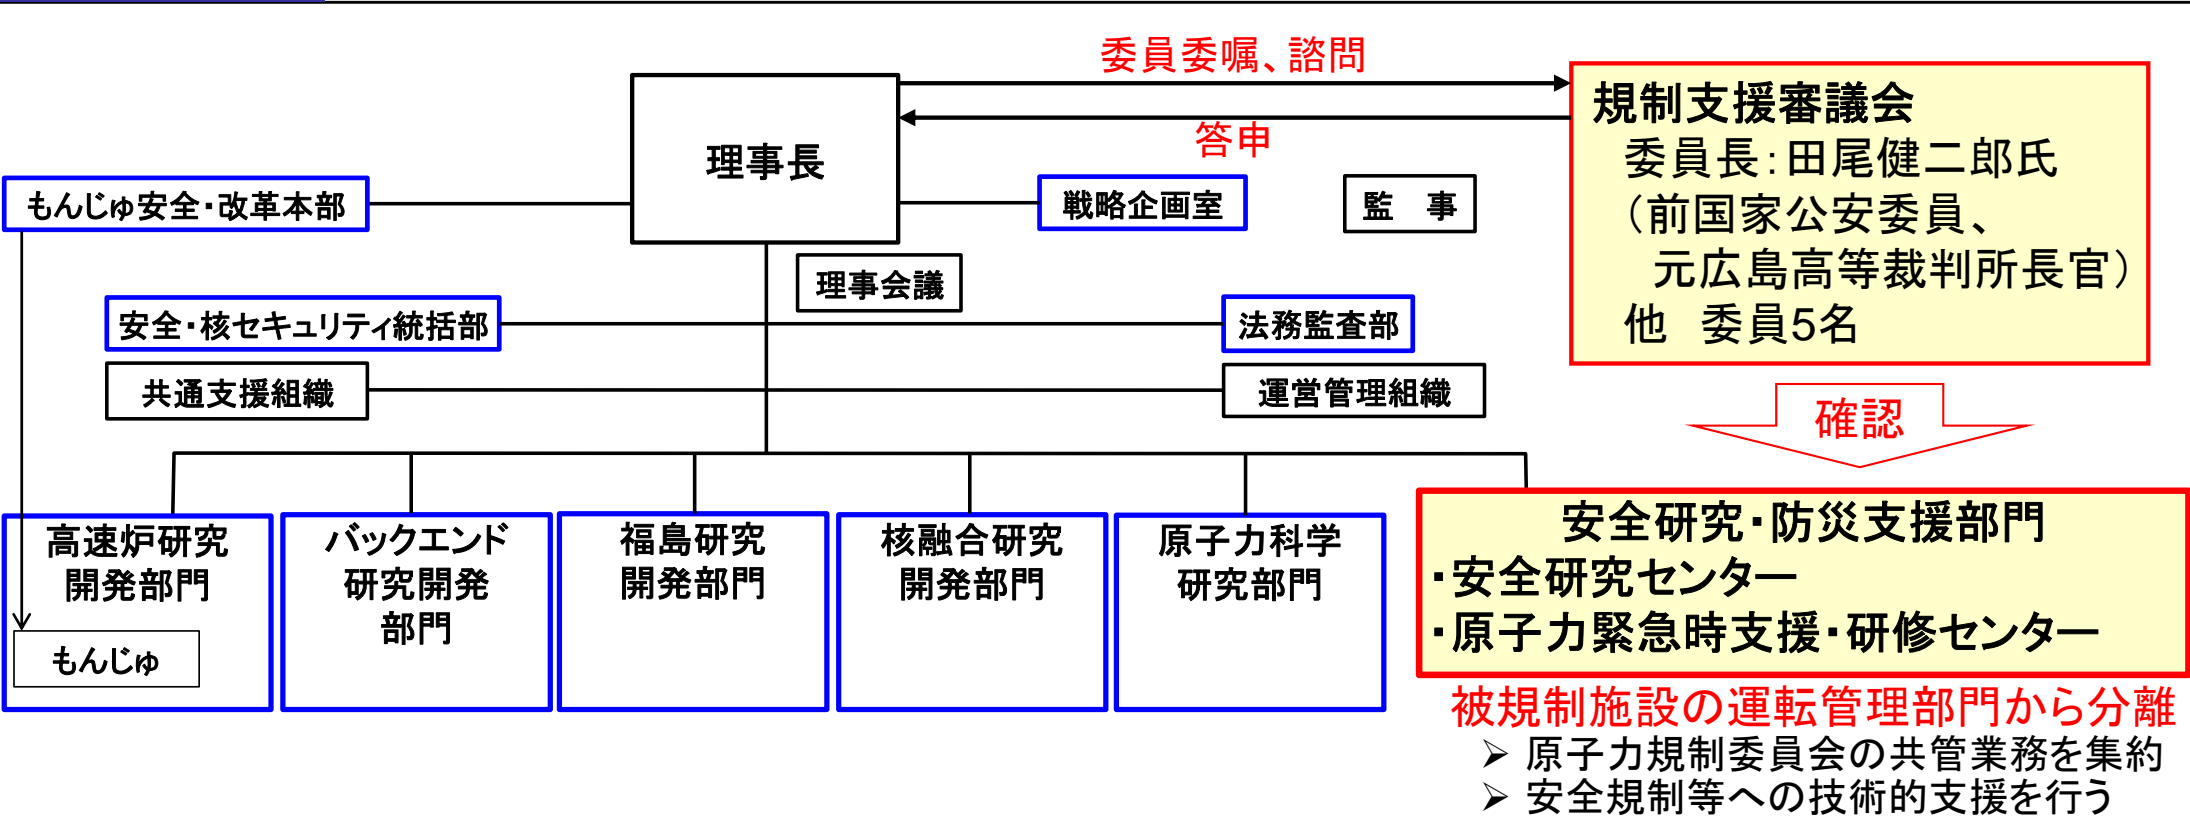 委員委嘱、諮問
答申
理事長
規制支援審議会
委員長：田尾健二郎氏
（前国家公安委員、
元広島高等裁判所長官）
他　委員5名
もんじゅ安全・改革本部
戦略企画室
監　事
理事会議
安全・核セキュリティ統括部
法務監査部
共通支援組織
運営管理組織
確認
高速炉研究
開発部門
もんじゅ
バックエンド
研究開発
部門
福島研究
開発部門
核融合研究
開発部門
原子力科学
研究部門
安全研究・防災支援部門
・安全研究センター
・原子力緊急時支援・研修センター
被規制施設の運転管理部門から分離
➢ 原子力規制委員会の共管業務を集約
➢ 安全規制等への技術的支援を行う